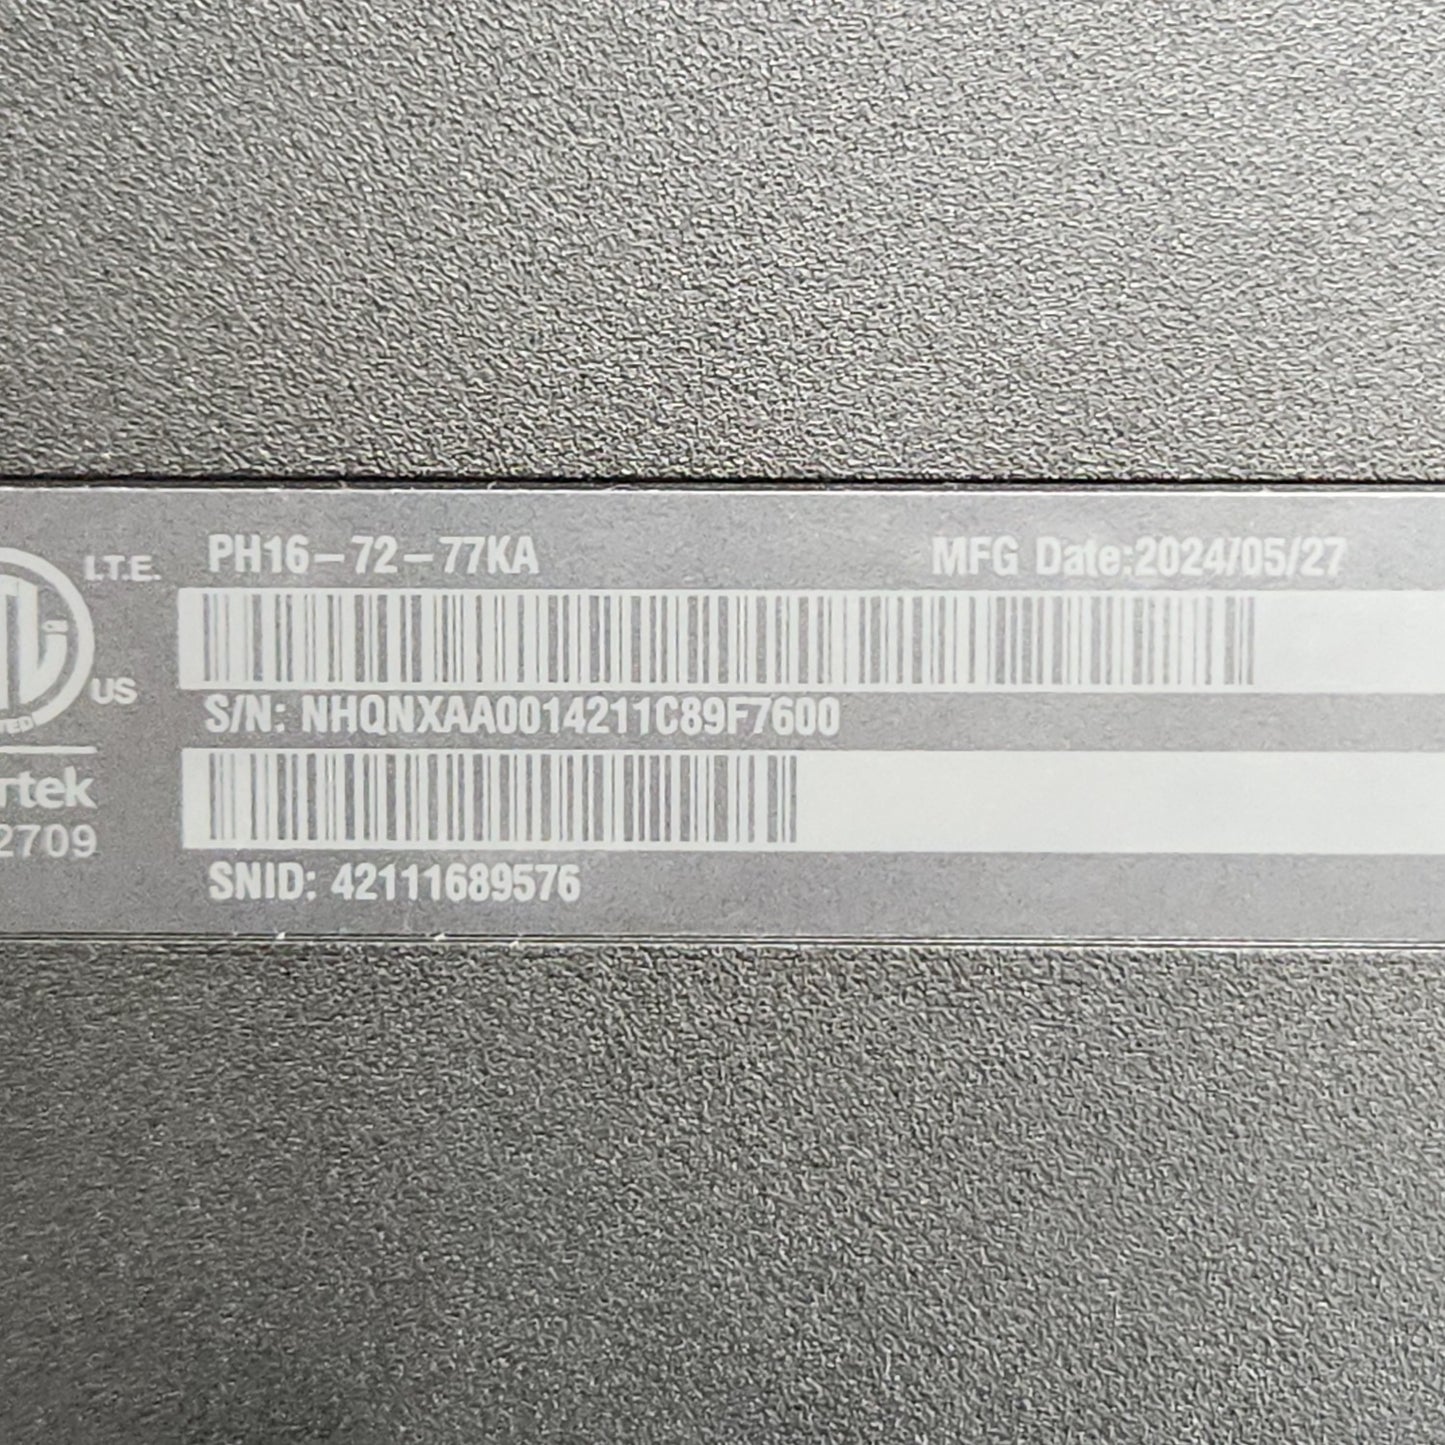 I.T.E.
PH16-72-77KA MFG Date:2024/05/27
US
S/N: NHQNXAA0014211C89F7600
rtek
2709
SNID: 42111689576